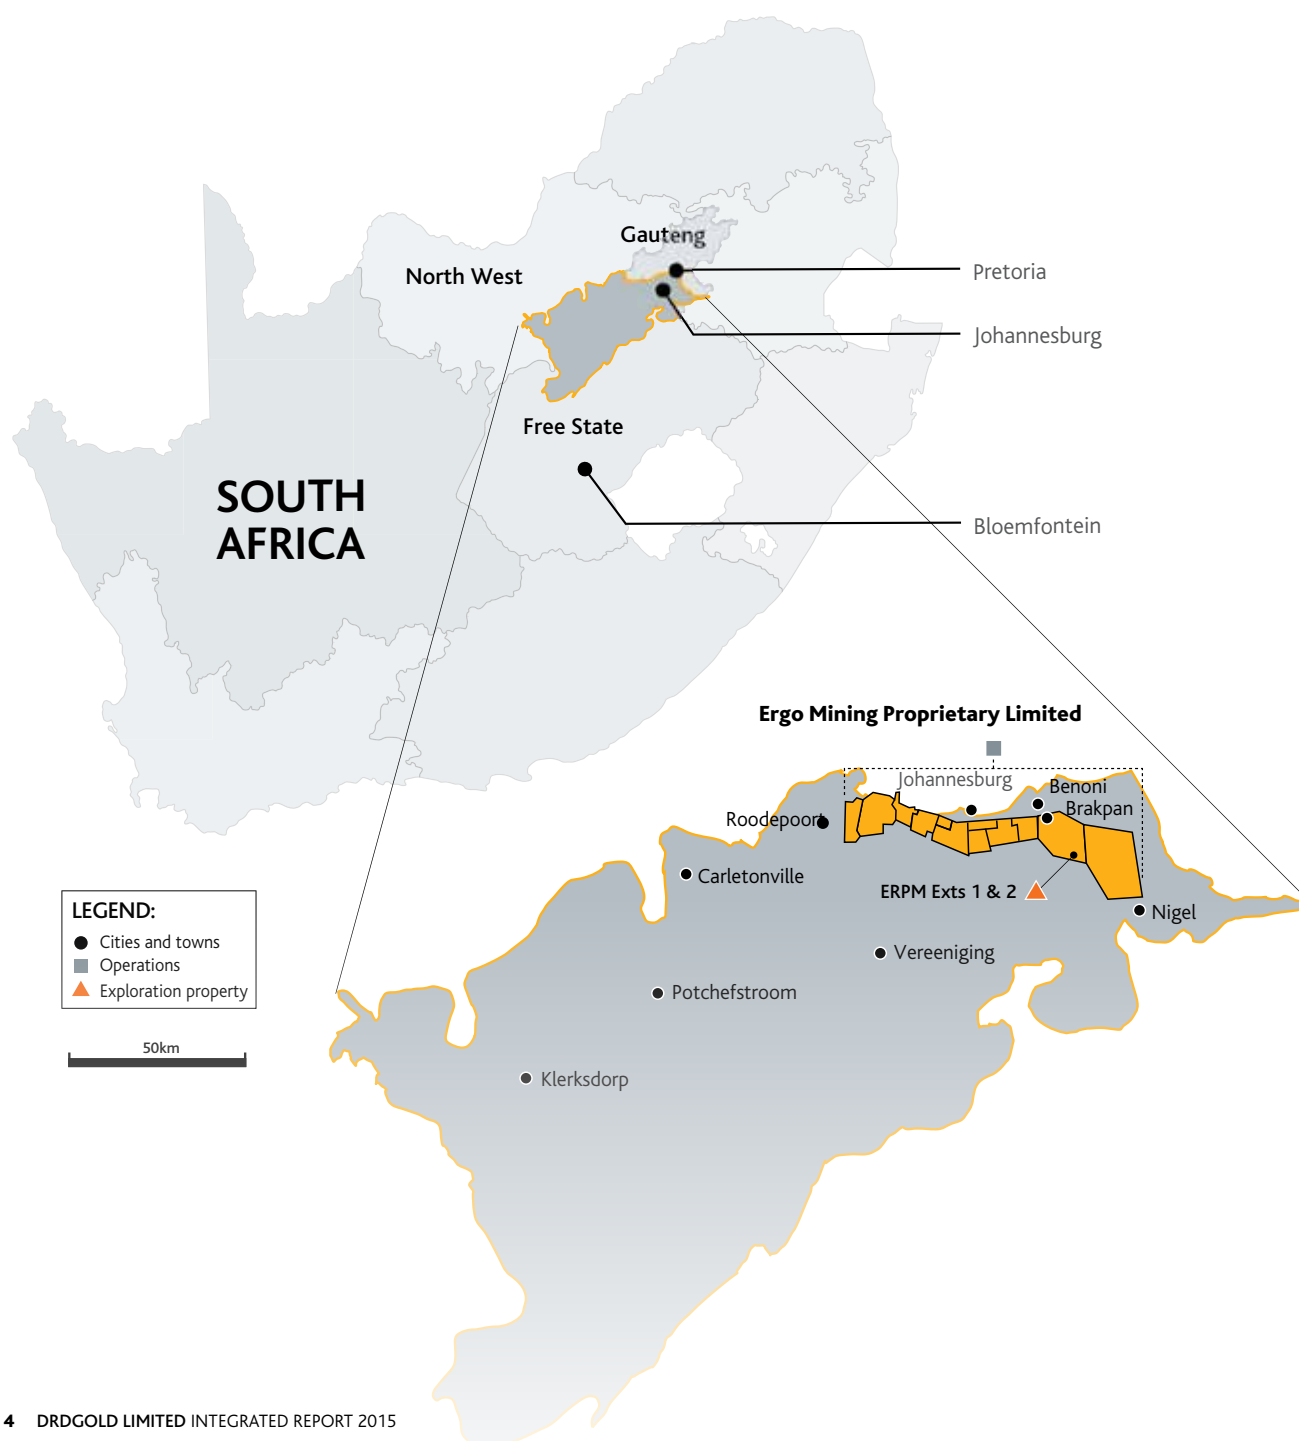 Gauteng
North West
Pretoria
Johannesburg
Free State
SOUTH
AFRICA
Bloemfontein
Ergo Mining Proprietary Limited
Johannesburg
Benoni
Brakpan
Roodepoort
Carletonville
ERPM Exts 1 & 2
Nigel
Vereeniging
Potchefstroom
Klerksdorp
LEGEND:
Cities and towns
Operations
Exploration property
50km
4 DRDGOLD LIMITED INTEGRATED REPORT 2015